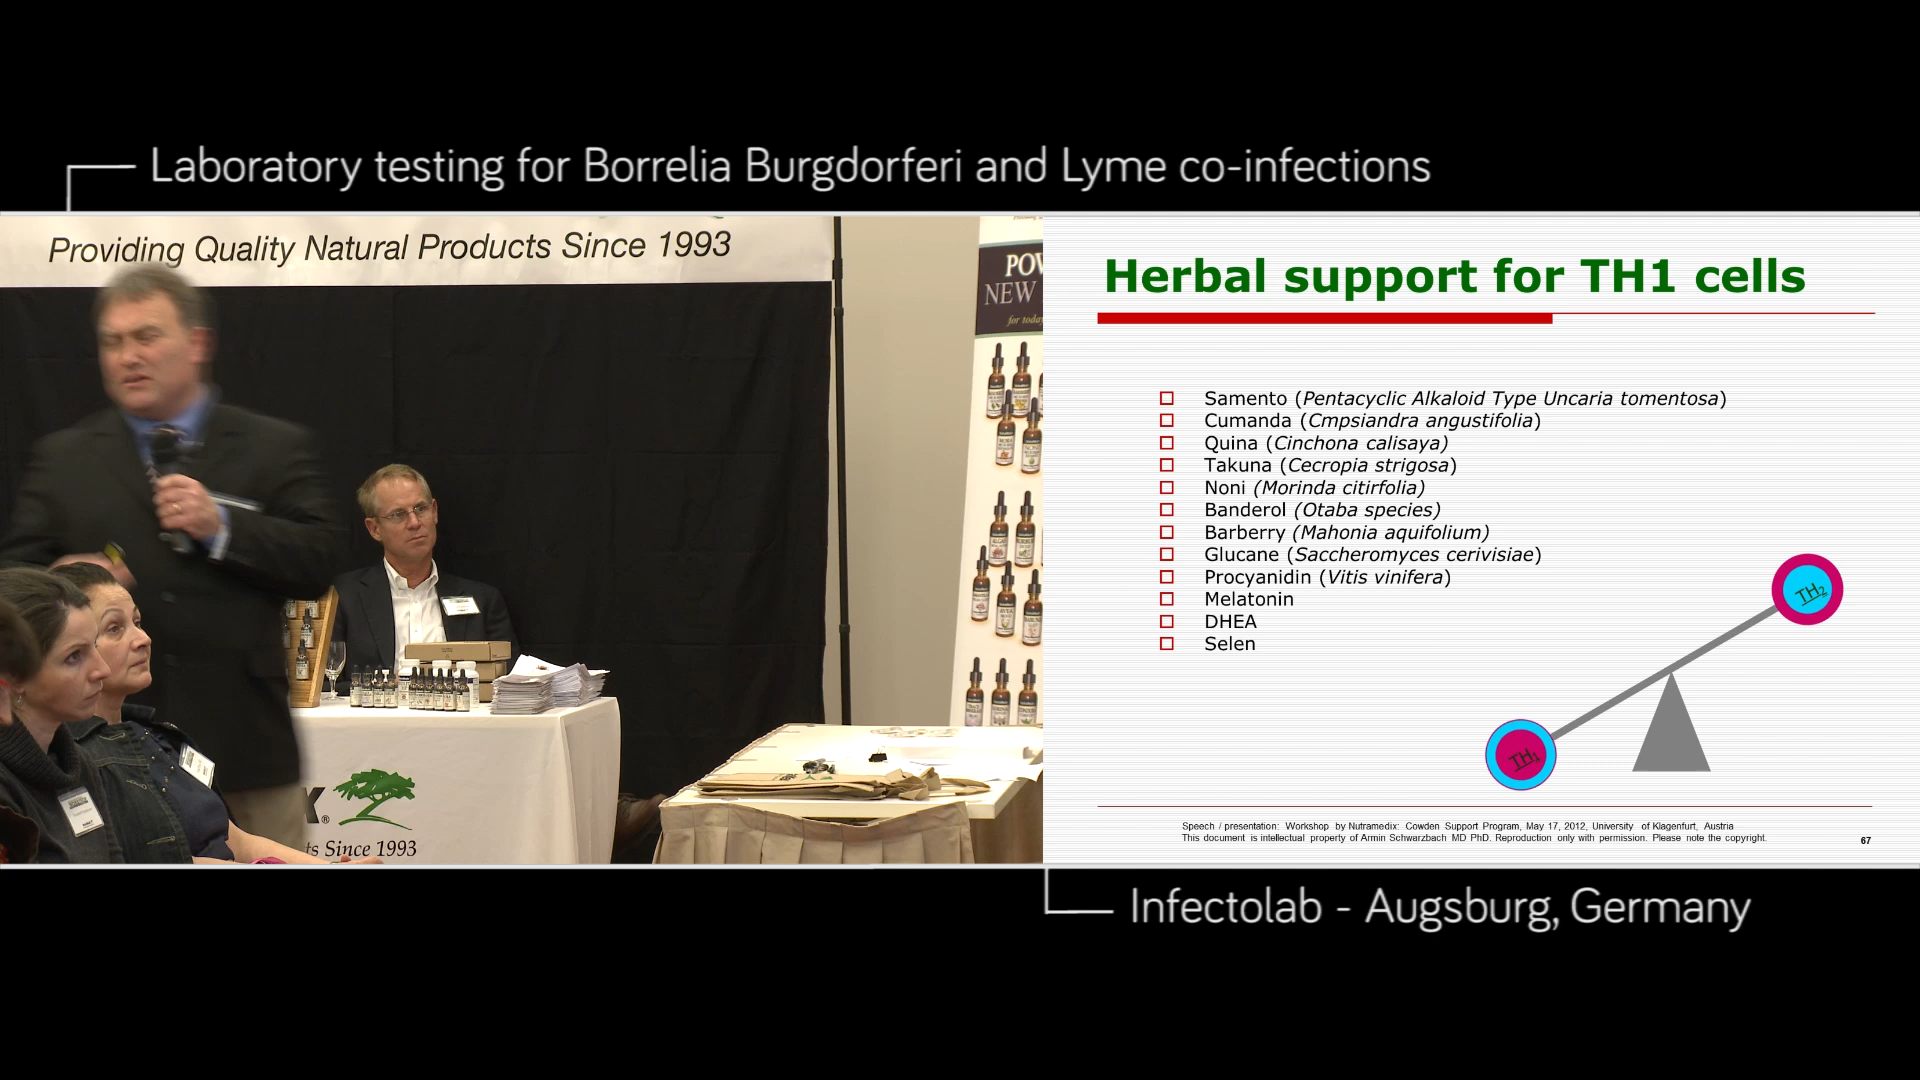 Laboratory testing for Borrelia Burgdorferi and Lyme co-infections
Providing Quality Natural Products Since 1993
POW
NEW
for today
X®
ts Since 1993
Herbal support for TH1 cells
Samento (Pentacyclic Alkaloid Type Uncaria tomentosa)
Cumanda (Cmpsiandra angustifolia)
Quina (Cinchona calisaya)
Takuna (Cecropia strigosa)
Noni (Morinda citirfolia)
Banderol (Otaba species)
Barberry (Mahonia aquifolium)
Glucane (Saccheromyces cerivisiae)
Procyanidin (Vitis vinifera)
Melatonin
DHEA
Selen
TH2
TH1
Speech / presentation: Workshop by Nutramedix: Cowden Support Program, May 17, 2012, University of Klagenfurt, Austria
This document is intellectual property of Armin Schwarzbach MD PhD. Reproduction only with permission. Please note the copyright.
67
Infectolab - Augsburg, Germany